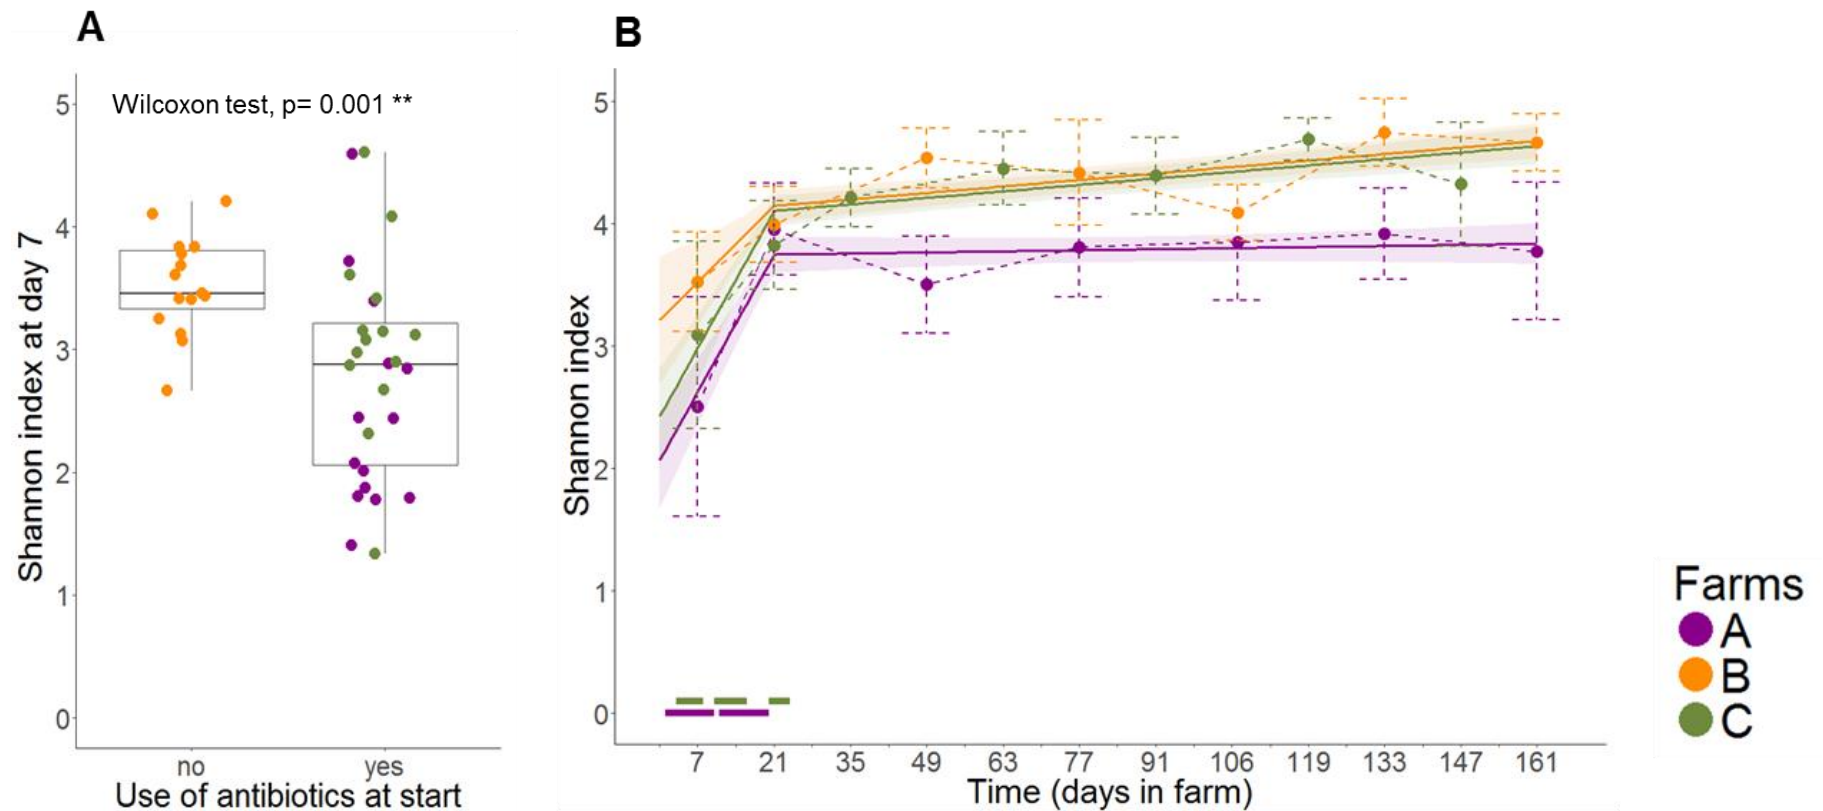 A
B
Wilcoxon test, p= 0.001 **
Shannon index at day 7
5
4
3
2
1
0
no yes
Use of antibiotics at start
Shannon index
5
4
3
2
1
0
7 21 35 49 63 77 91 106 119 133 147 161
Time (days in farm)
Farms
A
B
C